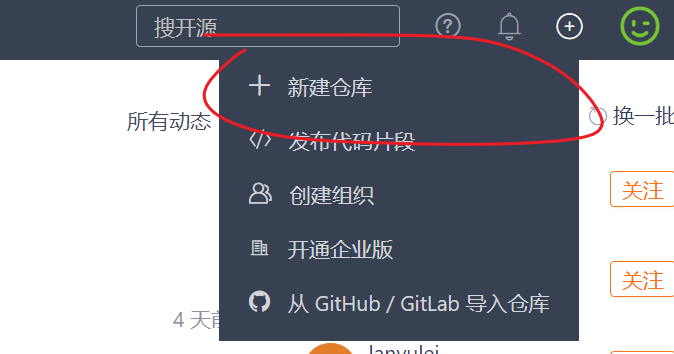 搜开源
新建仓库
所有动态
换一批
发布代码片段
关注
创建组织
开通企业版
关注
从 GitHub / GitLab 导入仓库
4 天前
lanyulei